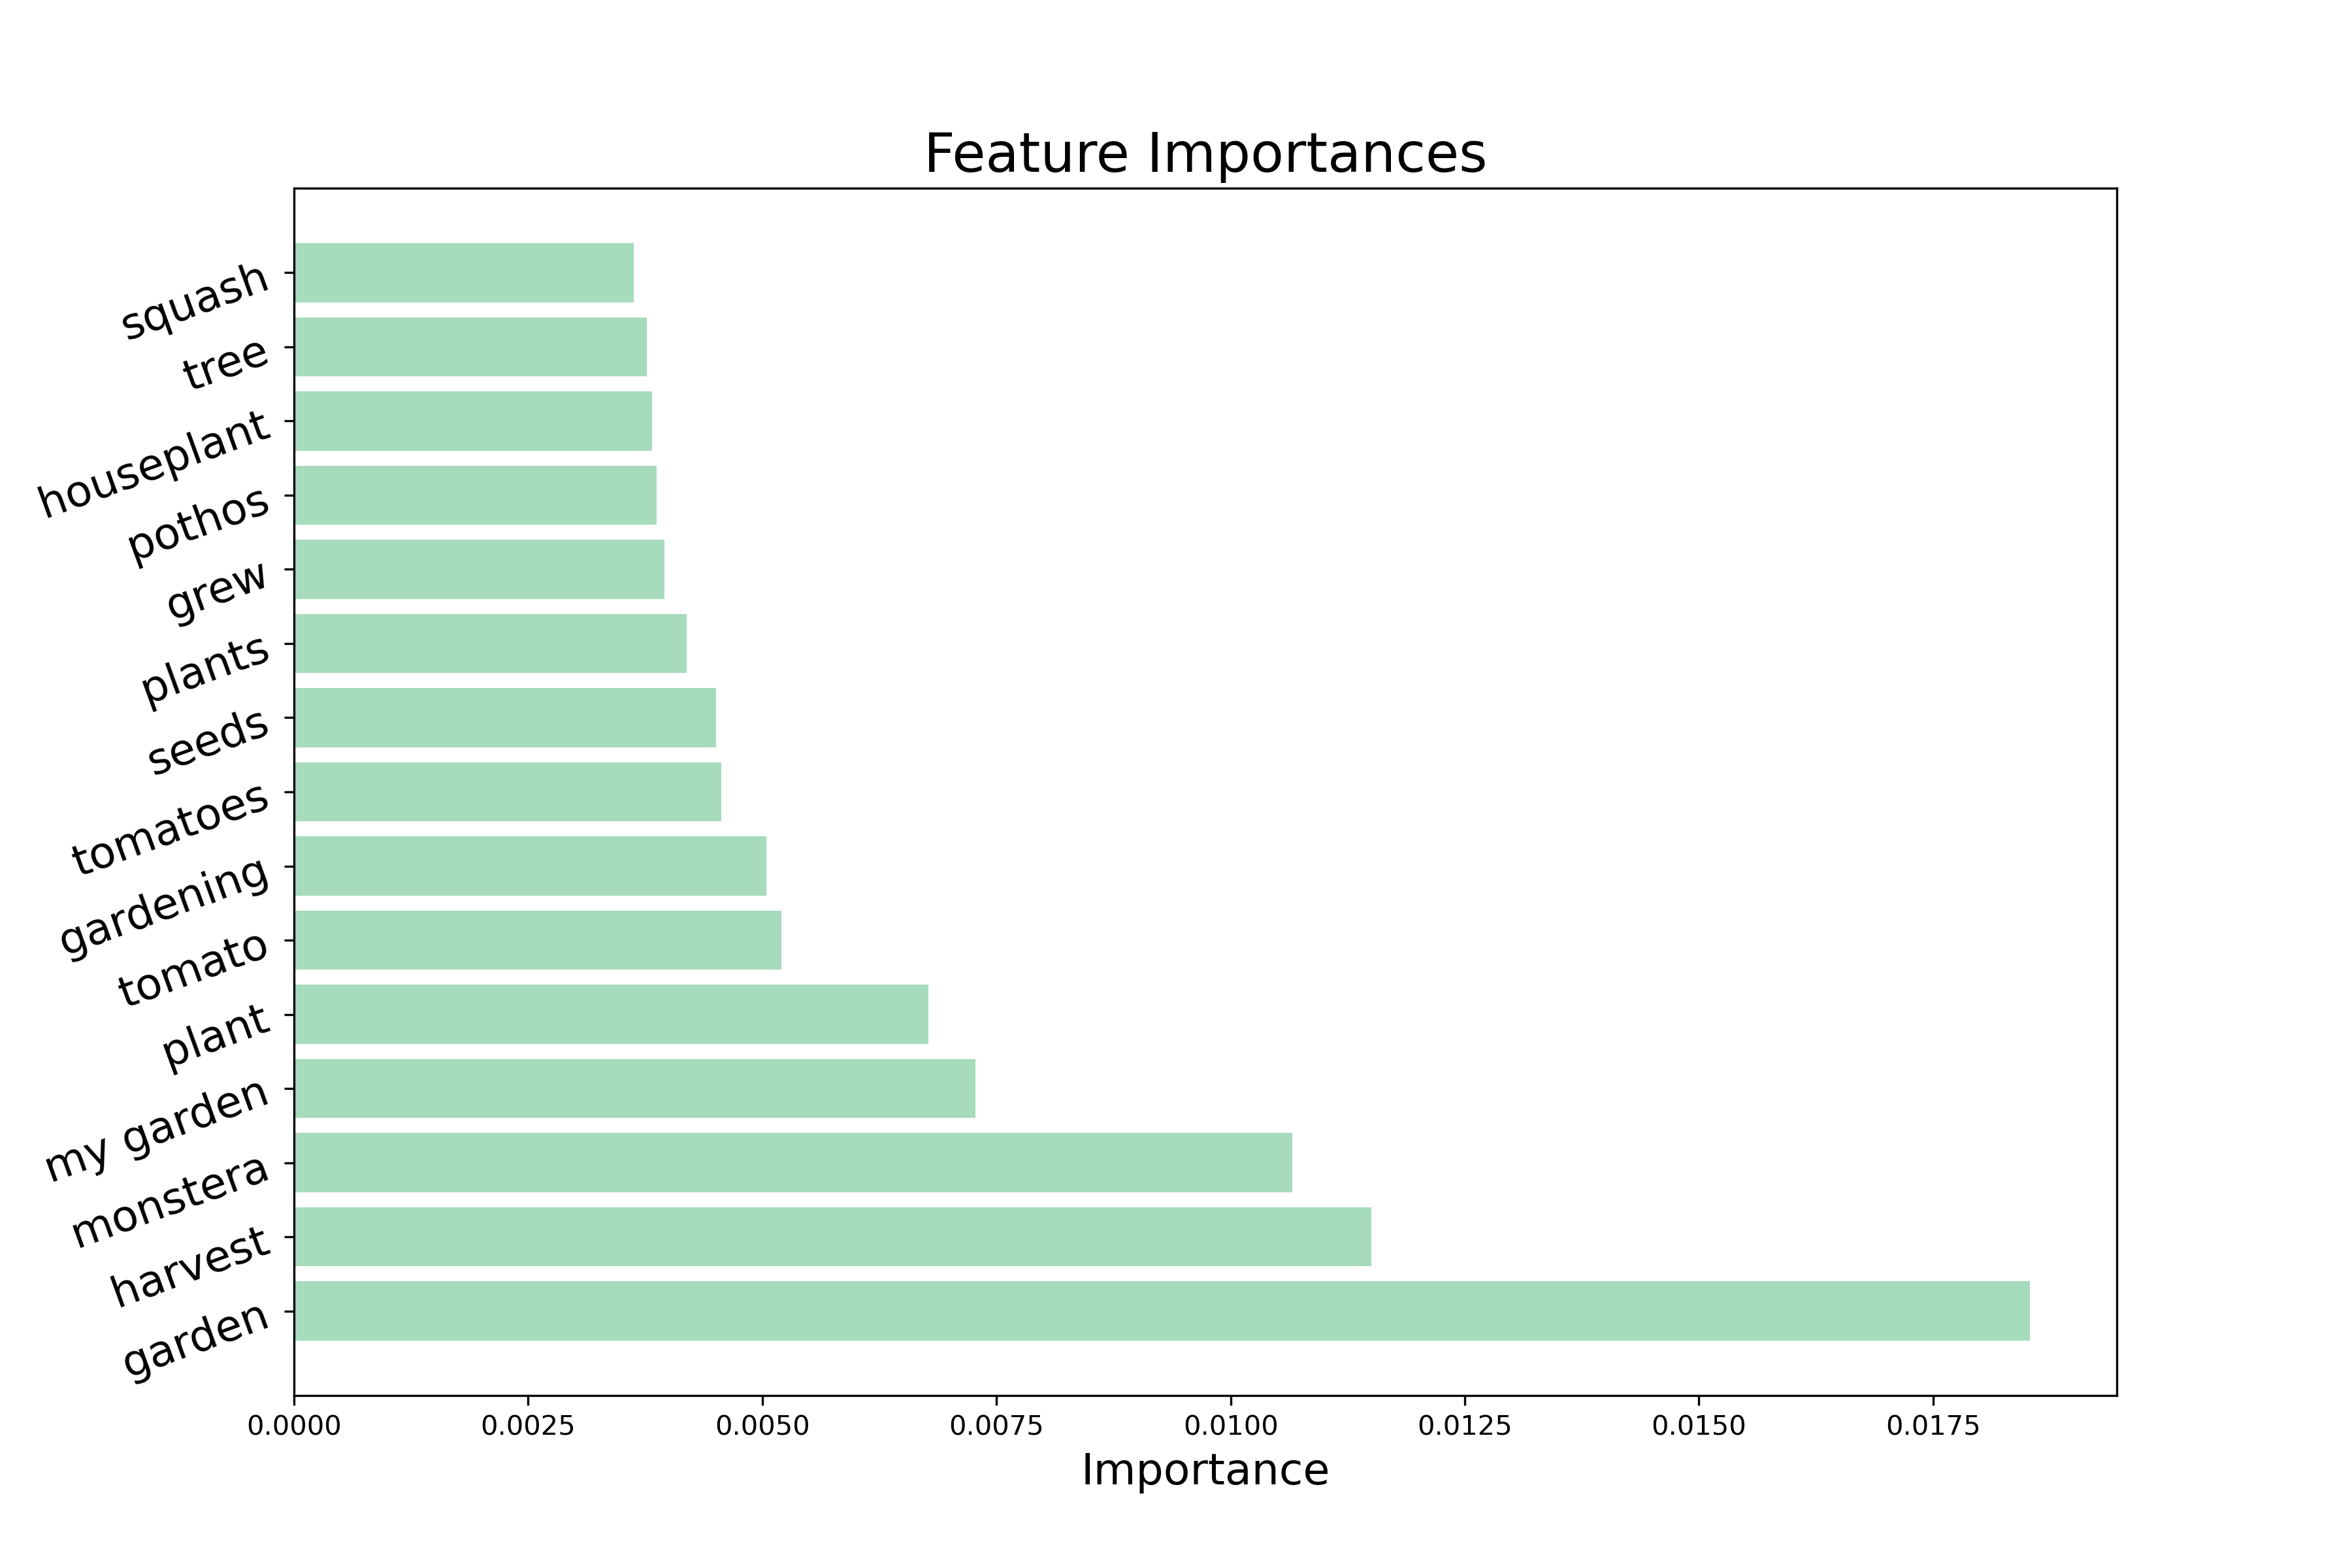 Feature Importances
squash
tree
houseplant
pothos
grew
plants
seeds
tomatoes
gardening
tomato
plant
my garden
monstera
harvest
garden
0.0000 0.0025 0.0050 0.0075 0.0100 0.0125 0.0150 0.0175
Importance